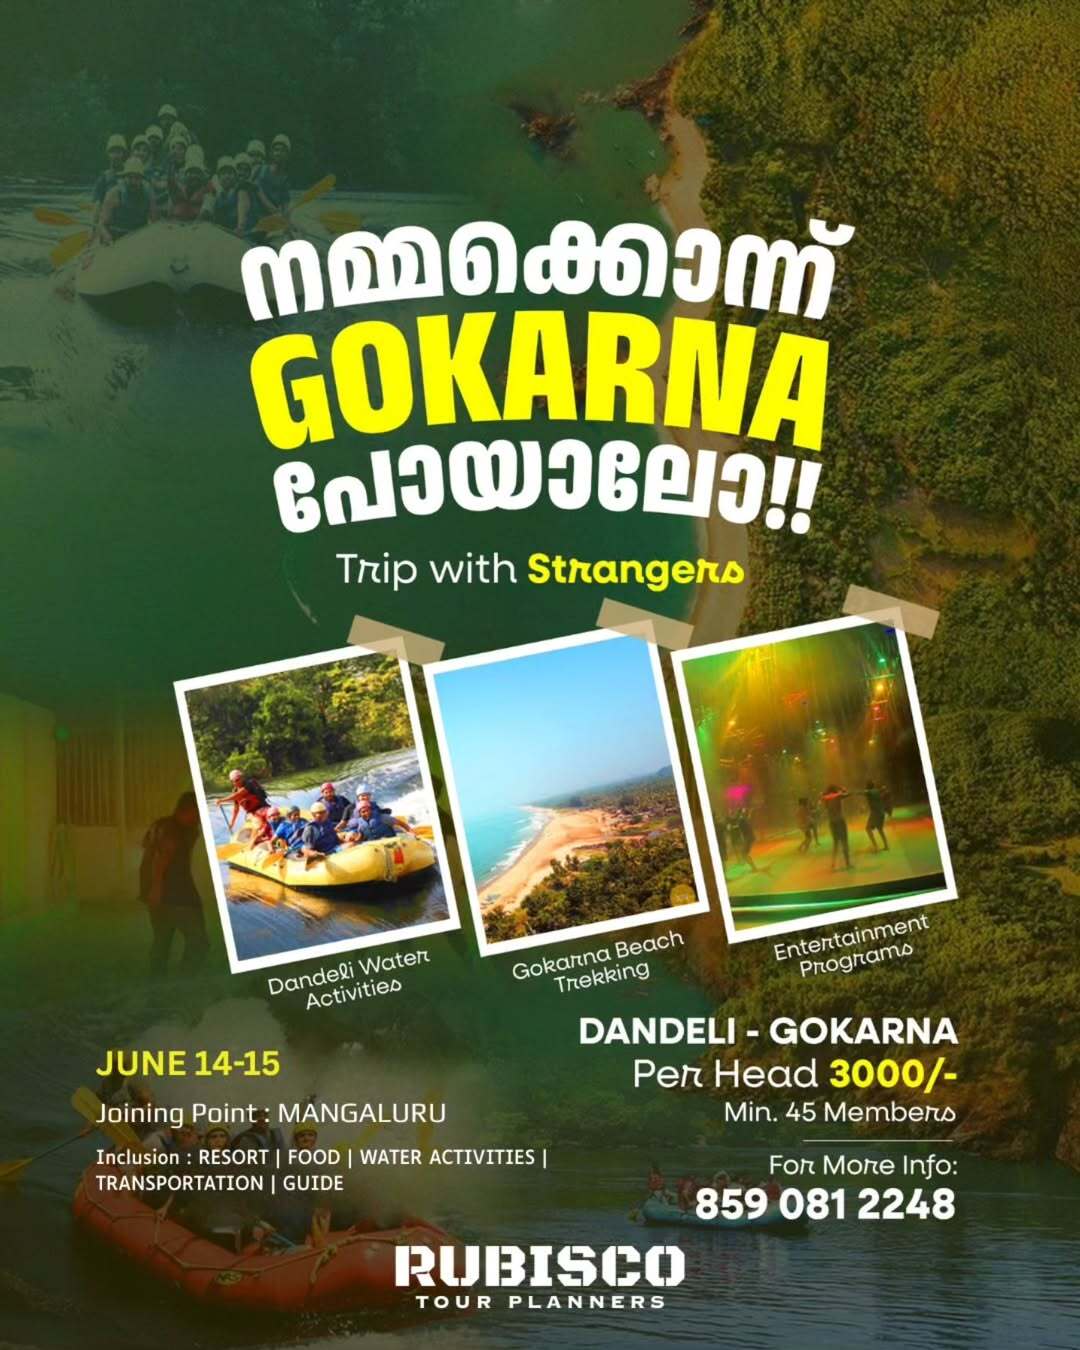 നമ്മക്കൊന്ന്
GOKARNA
പോയാലോ!!
Trip with Strangers
Dandeli Water
Activities
Gokarna Beach
Trekking
Entertainment
Programs
JUNE 14-15
Joining Point : MANGALURU
Inclusion : RESORT | FOOD | WATER ACTIVITIES |
TRANSPORTATION | GUIDE
DANDELI - GOKARNA
Per Head 3000/-
Min. 45 Members
For More Info:
859 081 2248
RUBISCO
TOUR PLANNERS